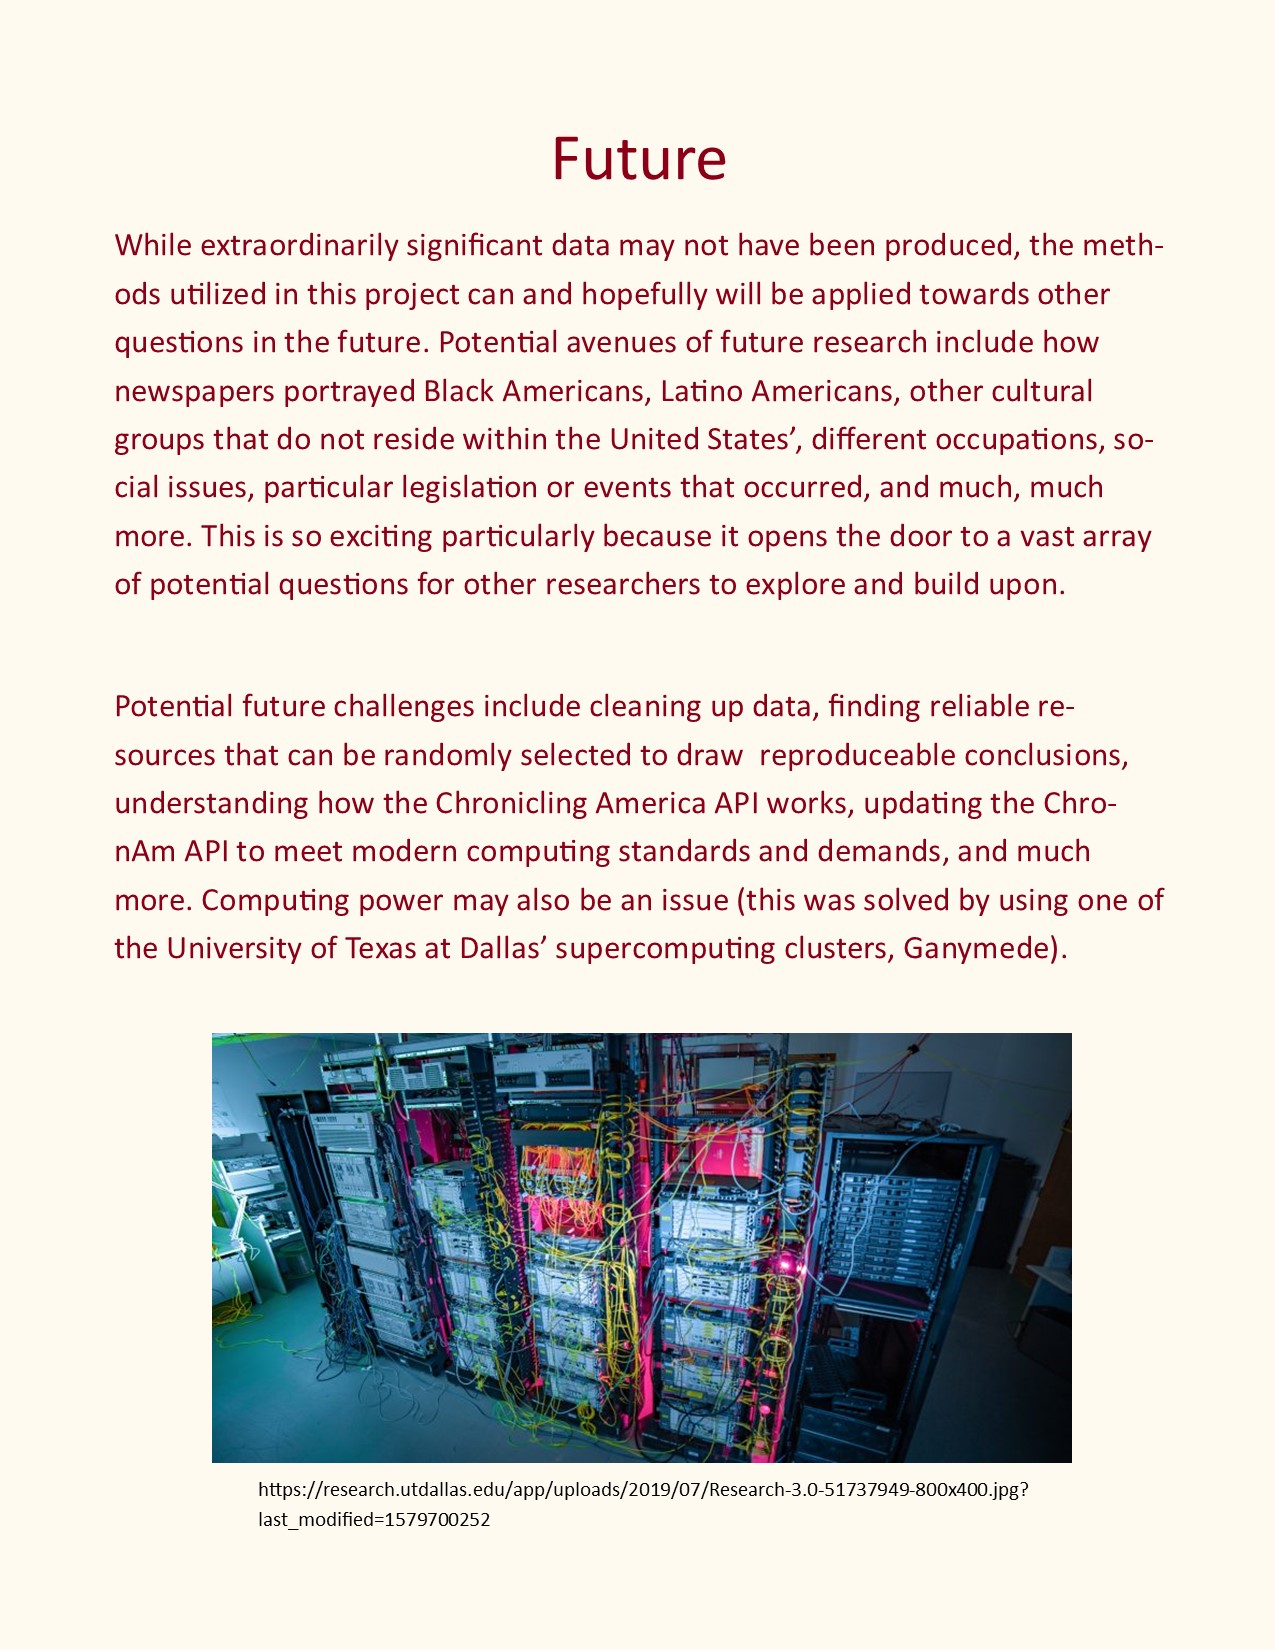 Future
While extraordinarily significant data may not have been produced, the meth-
ods utilized in this project can and hopefully will be applied towards other
questions in the future. Potential avenues of future research include how
newspapers portrayed Black Americans, Latino Americans, other cultural
groups that do not reside within the United States’, different occupations, so-
cial issues, particular legislation or events that occurred, and much, much
more. This is so exciting particularly because it opens the door to a vast array
of potential questions for other researchers to explore and build upon.
Potential future challenges include cleaning up data, finding reliable re-
sources that can be randomly selected to draw  reproduceable conclusions,
understanding how the Chronicling America API works, updating the Chro-
nAm API to meet modern computing standards and demands, and much
more. Computing power may also be an issue (this was solved by using one of
the University of Texas at Dallas’ supercomputing clusters, Ganymede).
https://research.utdallas.edu/app/uploads/2019/07/Research-3.0-51737949-800x400.jpg?
last_modified=1579700252